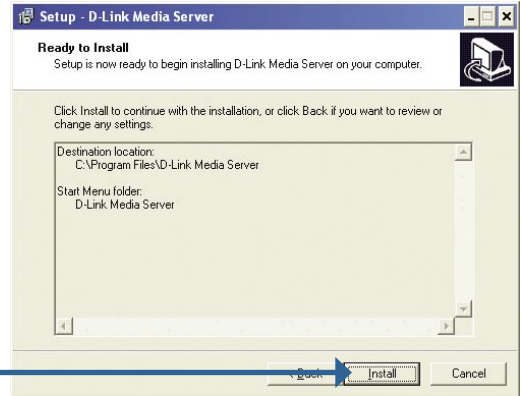 Setup - D-Link Media Server
Ready to Install
Setup is now ready to begin installing D-Link Media Server on your computer.
Click Install to continue with the installation, or click Back if you want to review or
change any settings.
Destination location:
C:\Program Files\D-Link Media Server
Start Menu folder:
D-Link Media Server
< Back Install Cancel